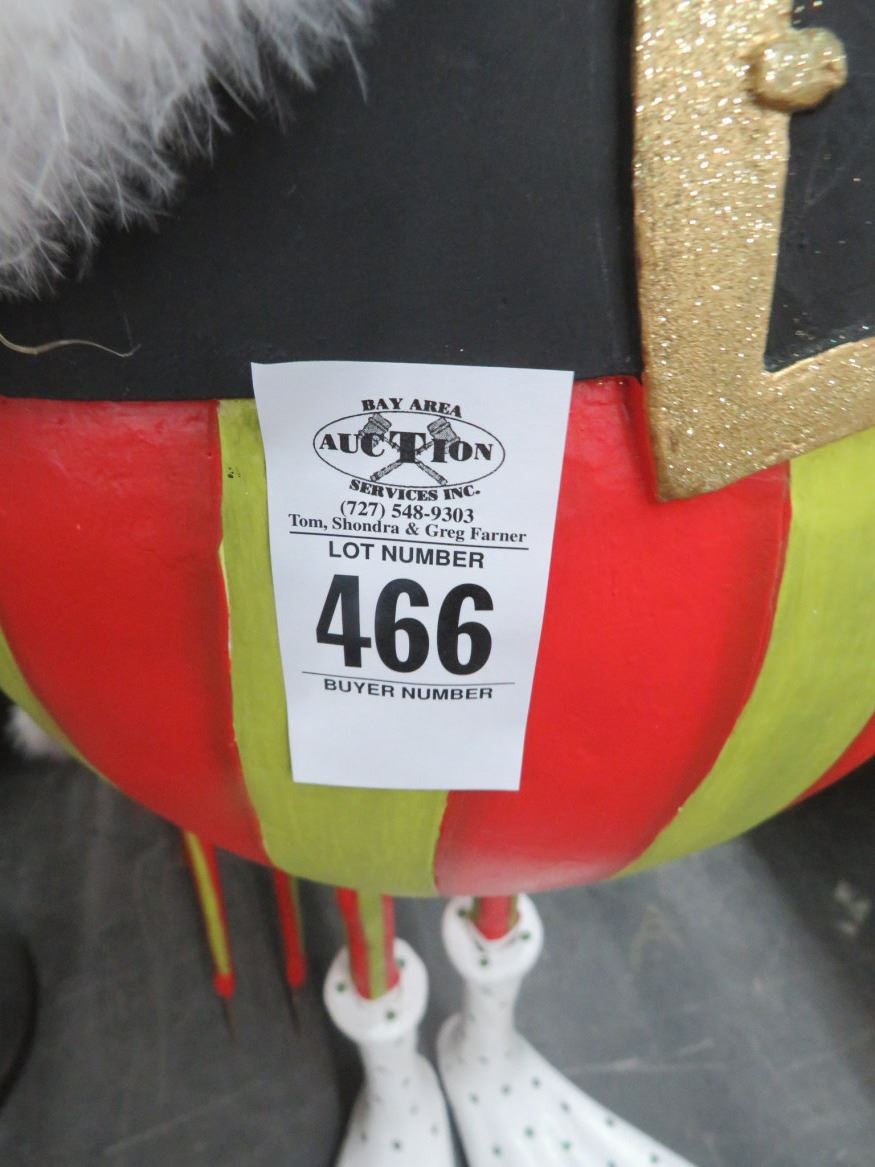 BAY AREA
AUCTION
SERVICES INC.
(727) 548-9303
Tom, Shondra & Greg Farner
LOT NUMBER
466
BUYER NUMBER